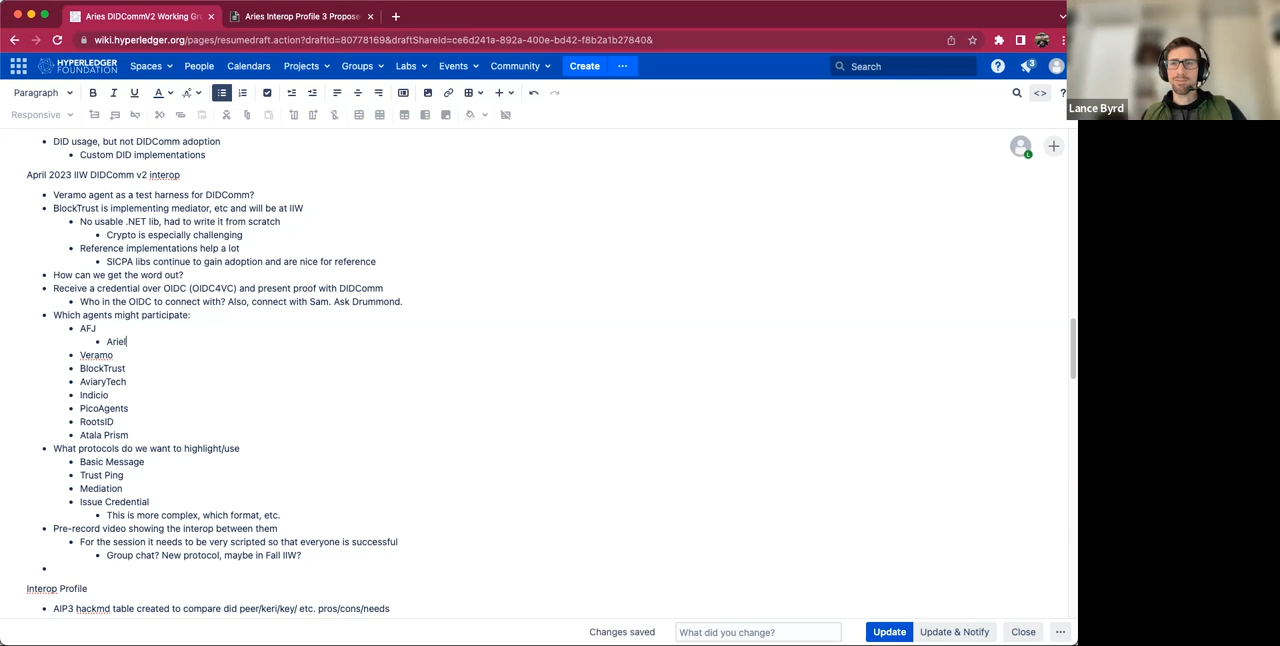 Aries DIDCommV2 Working Gro
Aries Interop Profile 3 Propose
wiki.hyperledger.org/pages/resumedraft.action?draftId=80778169&draftShareId=ce6d241a-892a-400e-bd42-f8b2a1b27840&
HYPERLEDGER
FOUNDATION
Spaces People Calendars Projects Groups Labs Events Community Create ... Search 3
Lance Byrd
Paragraph B I U A
Responsive
DID usage, but not DIDComm adoption
Custom DID implementations
April 2023 IIW DIDComm v2 interop
Veramo agent as a test harness for DIDComm?
BlockTrust is implementing mediator, etc and will be at IIW
No usable .NET lib, had to write it from scratch
Crypto is especially challenging
Reference implementations help a lot
SICPA libs continue to gain adoption and are nice for reference
How can we get the word out?
Receive a credential over OIDC (OIDC4VC) and present proof with DIDComm
Who in the OIDC to connect with? Also, connect with Sam. Ask Drummond.
Which agents might participate:
AFJ
Ariel
Veramo
BlockTrust
AviaryTech
Indicio
PicoAgents
RootsID
Atala Prism
What protocols do we want to highlight/use
Basic Message
Trust Ping
Mediation
Issue Credential
This is more complex, which format, etc.
Pre-record video showing the interop between them
For the session it needs to be very scripted so that everyone is successful
Group chat? New protocol, maybe in Fall IIW?
Interop Profile
AIP3 hackmd table created to compare did peer/keri/key/ etc. pros/cons/needs
Changes saved What did you change? Update Update & Notify Close ...